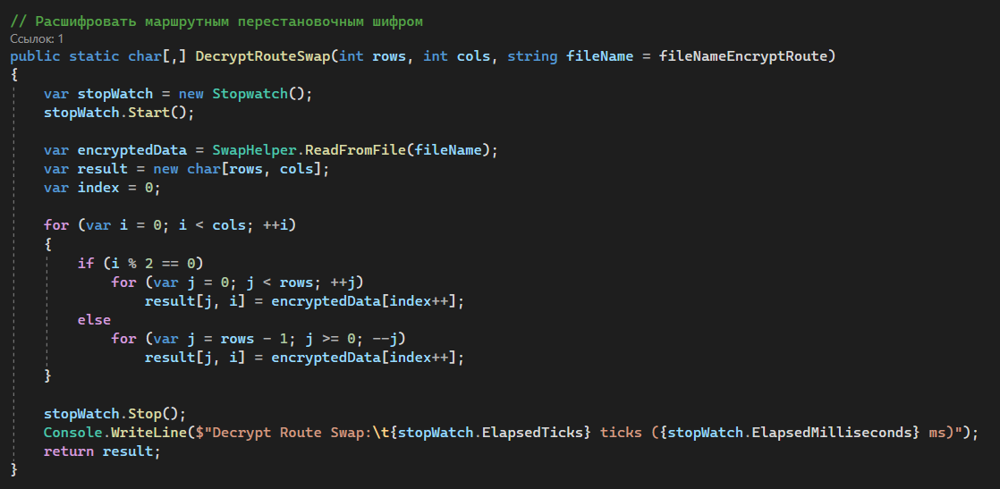 // Расшифровать маршрутным перестановочным шифром
Ссылок: 1
public static char[,] DecryptRouteSwap(int rows, int cols, string fileName = fileNameEncryptRoute)
{
    var stopWatch = new Stopwatch();
    stopWatch.Start();

    var encryptedData = SwapHelper.ReadFromFile(fileName);
    var result = new char[rows, cols];
    var index = 0;

    for (var i = 0; i < cols; ++i)
    {
        if (i % 2 == 0)
            for (var j = 0; j < rows; ++j)
                result[j, i] = encryptedData[index++];
        else
            for (var j = rows - 1; j >= 0; --j)
                result[j, i] = encryptedData[index++];
    }

    stopWatch.Stop();
    Console.WriteLine($"Decrypt Route Swap:\t{stopWatch.ElapsedTicks} ticks ({stopWatch.ElapsedMilliseconds} ms)");
    return result;
}